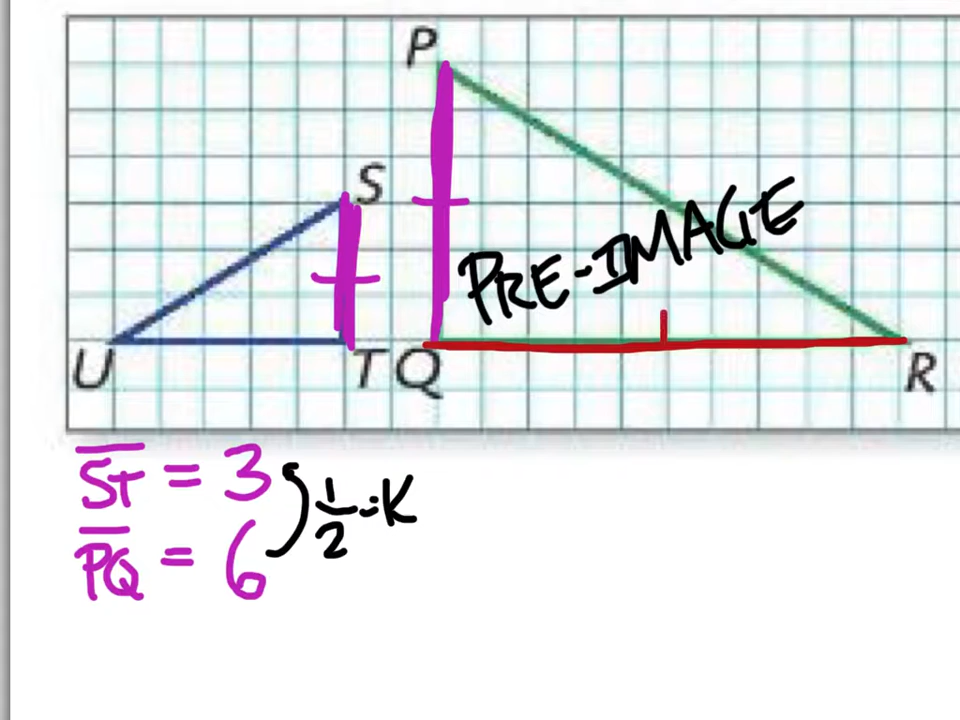 P
S
PRE-IMAGE
U
T
Q
R
ST = 3
1/2 = K
PQ = 6